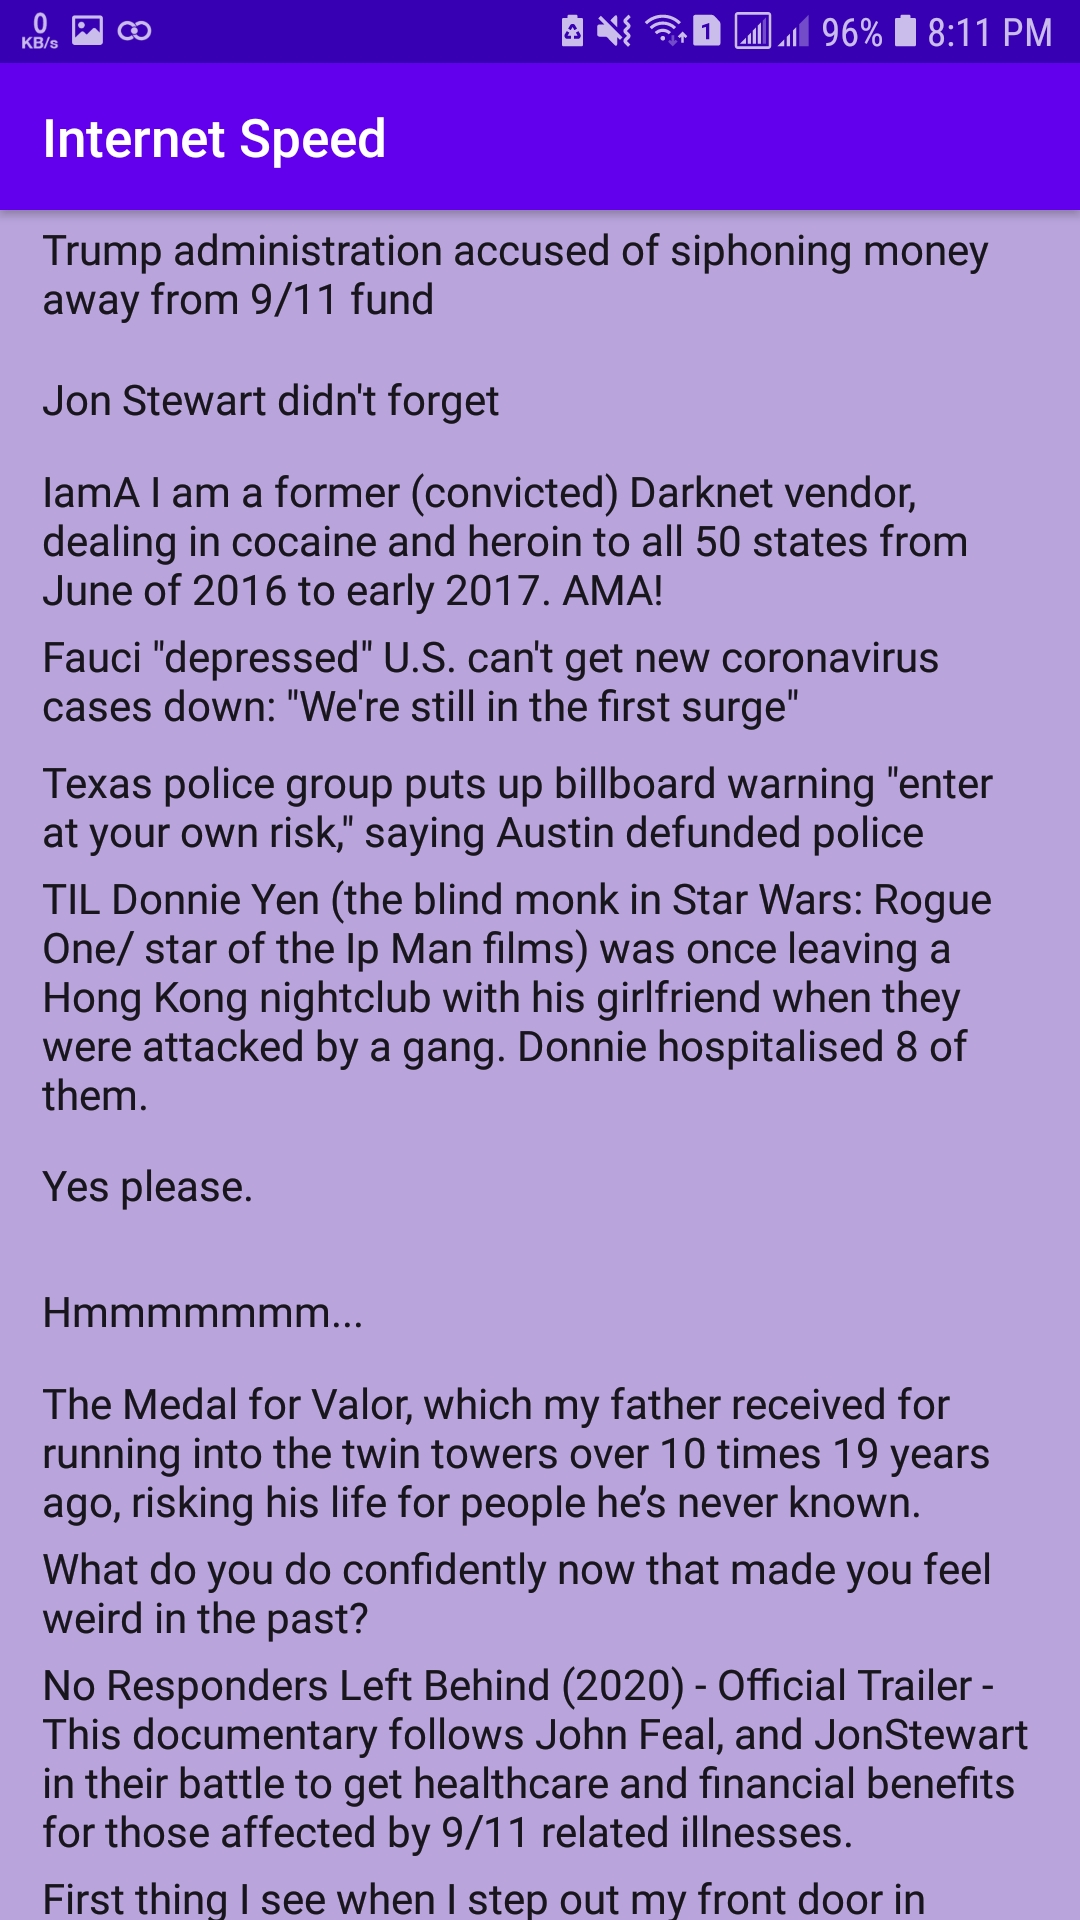 0
KB/s
1
96%
8:11 PM
Internet Speed
Trump administration accused of siphoning money
away from 9/11 fund
Jon Stewart didn't forget
IamA I am a former (convicted) Darknet vendor,
dealing in cocaine and heroin to all 50 states from
June of 2016 to early 2017. AMA!
Fauci "depressed" U.S. can't get new coronavirus
cases down: "We're still in the first surge"
Texas police group puts up billboard warning "enter
at your own risk," saying Austin defunded police
TIL Donnie Yen (the blind monk in Star Wars: Rogue
One/ star of the Ip Man films) was once leaving a
Hong Kong nightclub with his girlfriend when they
were attacked by a gang. Donnie hospitalised 8 of
them.
Yes please.
Hmmmmmmm...
The Medal for Valor, which my father received for
running into the twin towers over 10 times 19 years
ago, risking his life for people he’s never known.
What do you do confidently now that made you feel
weird in the past?
No Responders Left Behind (2020) - Official Trailer -
This documentary follows John Feal, and JonStewart
in their battle to get healthcare and financial benefits
for those affected by 9/11 related illnesses.
First thing I see when I step out my front door in